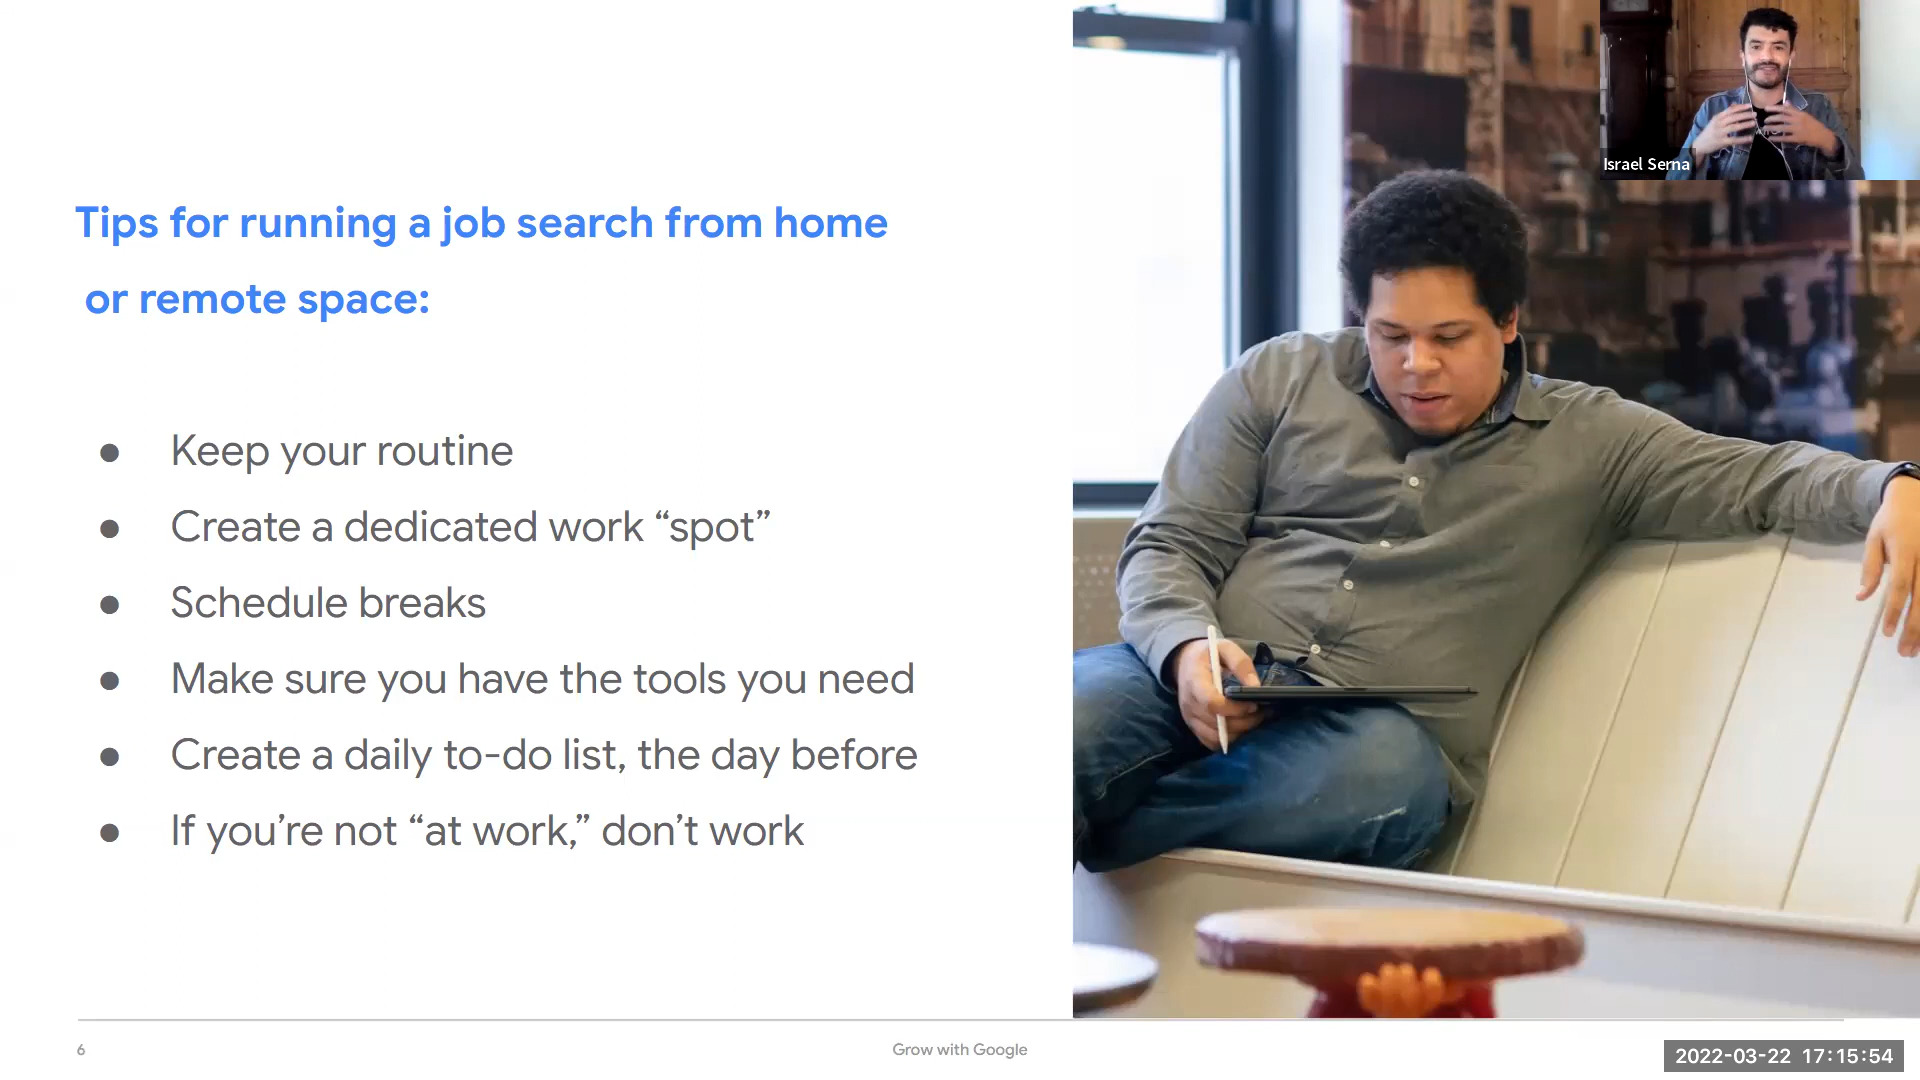 Israel Serna
Tips for running a job search from home
or remote space:
● Keep your routine
● Create a dedicated work “spot”
● Schedule breaks
● Make sure you have the tools you need
● Create a daily to-do list, the day before
● If you’re not “at work,” don’t work
6
Grow with Google
2022-03-22 17:15:54